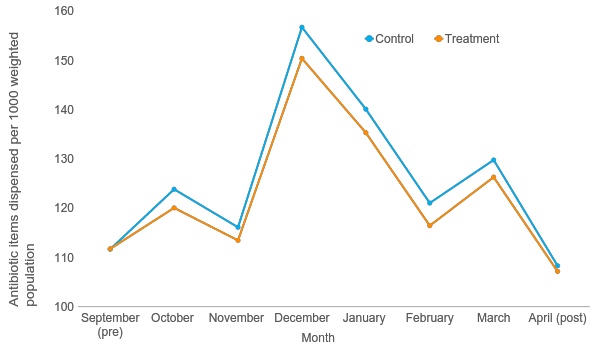 Antibiotic items dispensed per 1000 weighted
population
160
150
140
130
120
110
100
Control
Treatment
September
(pre)
October
November
December
January
February
March
April (post)
Month